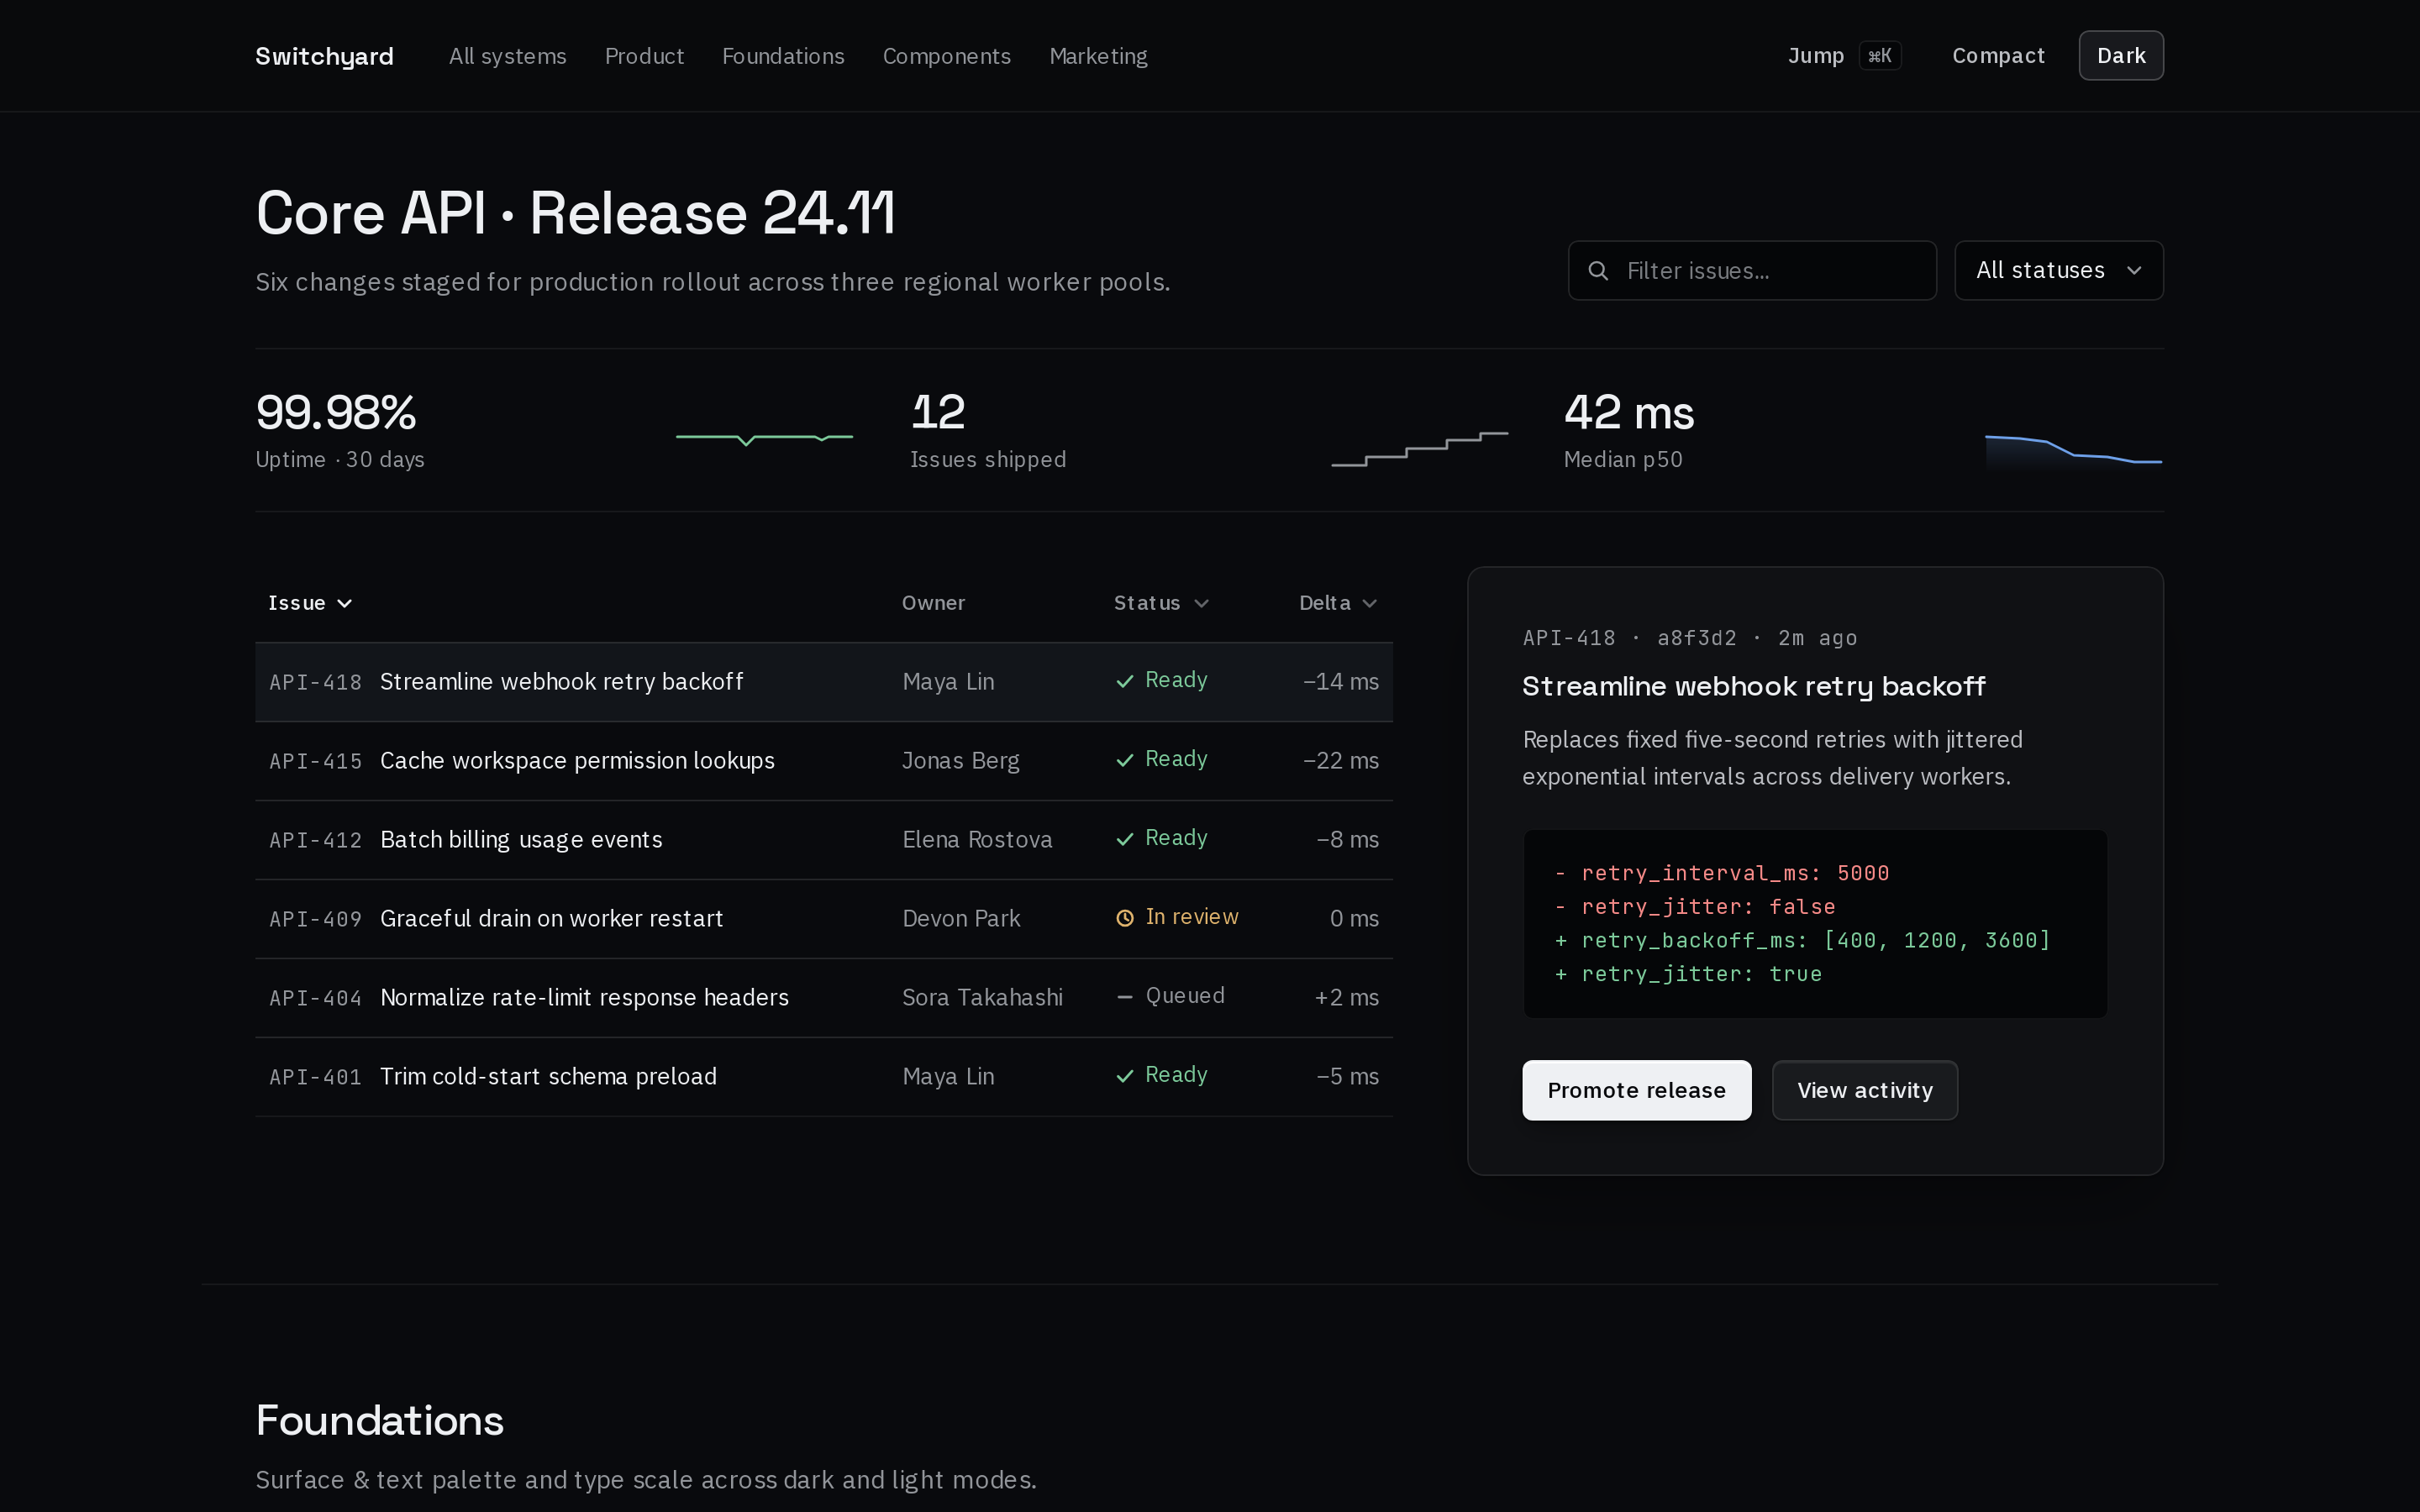 Switchyard All systems Product Foundations Components Marketing Jump ⌘K Compact Dark
Core API · Release 24.11
Six changes staged for production rollout across three regional worker pools.
Filter issues... All statuses
99.98%
Uptime · 30 days
12
Issues shipped
42 ms
Median p50
Issue Owner Status Delta
API-418 Streamline webhook retry backoff Maya Lin Ready −14 ms
API-415 Cache workspace permission lookups Jonas Berg Ready −22 ms
API-412 Batch billing usage events Elena Rostova Ready −8 ms
API-409 Graceful drain on worker restart Devon Park In review 0 ms
API-404 Normalize rate-limit response headers Sora Takahashi Queued +2 ms
API-401 Trim cold-start schema preload Maya Lin Ready −5 ms
API-418 · a8f3d2 · 2m ago
Streamline webhook retry backoff
Replaces fixed five-second retries with jittered
exponential intervals across delivery workers.
- retry_interval_ms: 5000
- retry_jitter: false
+ retry_backoff_ms: [400, 1200, 3600]
+ retry_jitter: true
Promote release View activity
Foundations
Surface & text palette and type scale across dark and light modes.